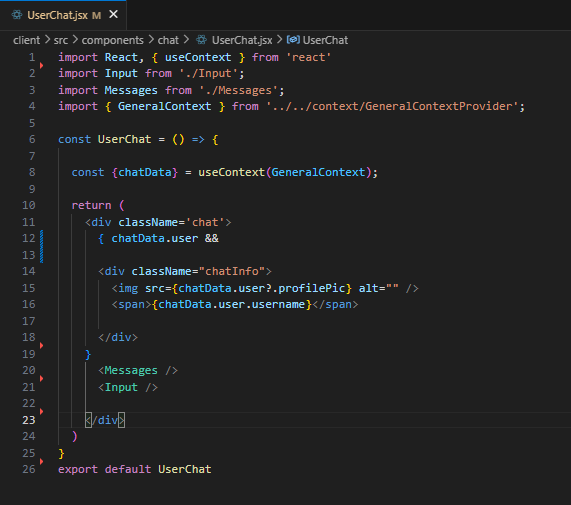 UserChat.jsx M ×
client > src > components > chat > UserChat.jsx > UserChat
1 import React, { useContext } from 'react'
2 import Input from './Input';
3 import Messages from './Messages';
4 import { GeneralContext } from '../../context/GeneralContextProvider';
5
6 const UserChat = () => {
7
8 const {chatData} = useContext(GeneralContext);
9
10 return (
11 <div className='chat'>
12 { chatData.user &&
13
14 <div className="chatInfo">
15 <img src={chatData.user?.profilePic} alt="" />
16 <span>{chatData.user.username}</span>
17
18 </div>
19 }
20 <Messages />
21 <Input />
22
23 </div>
24 )
25 }
26 export default UserChat